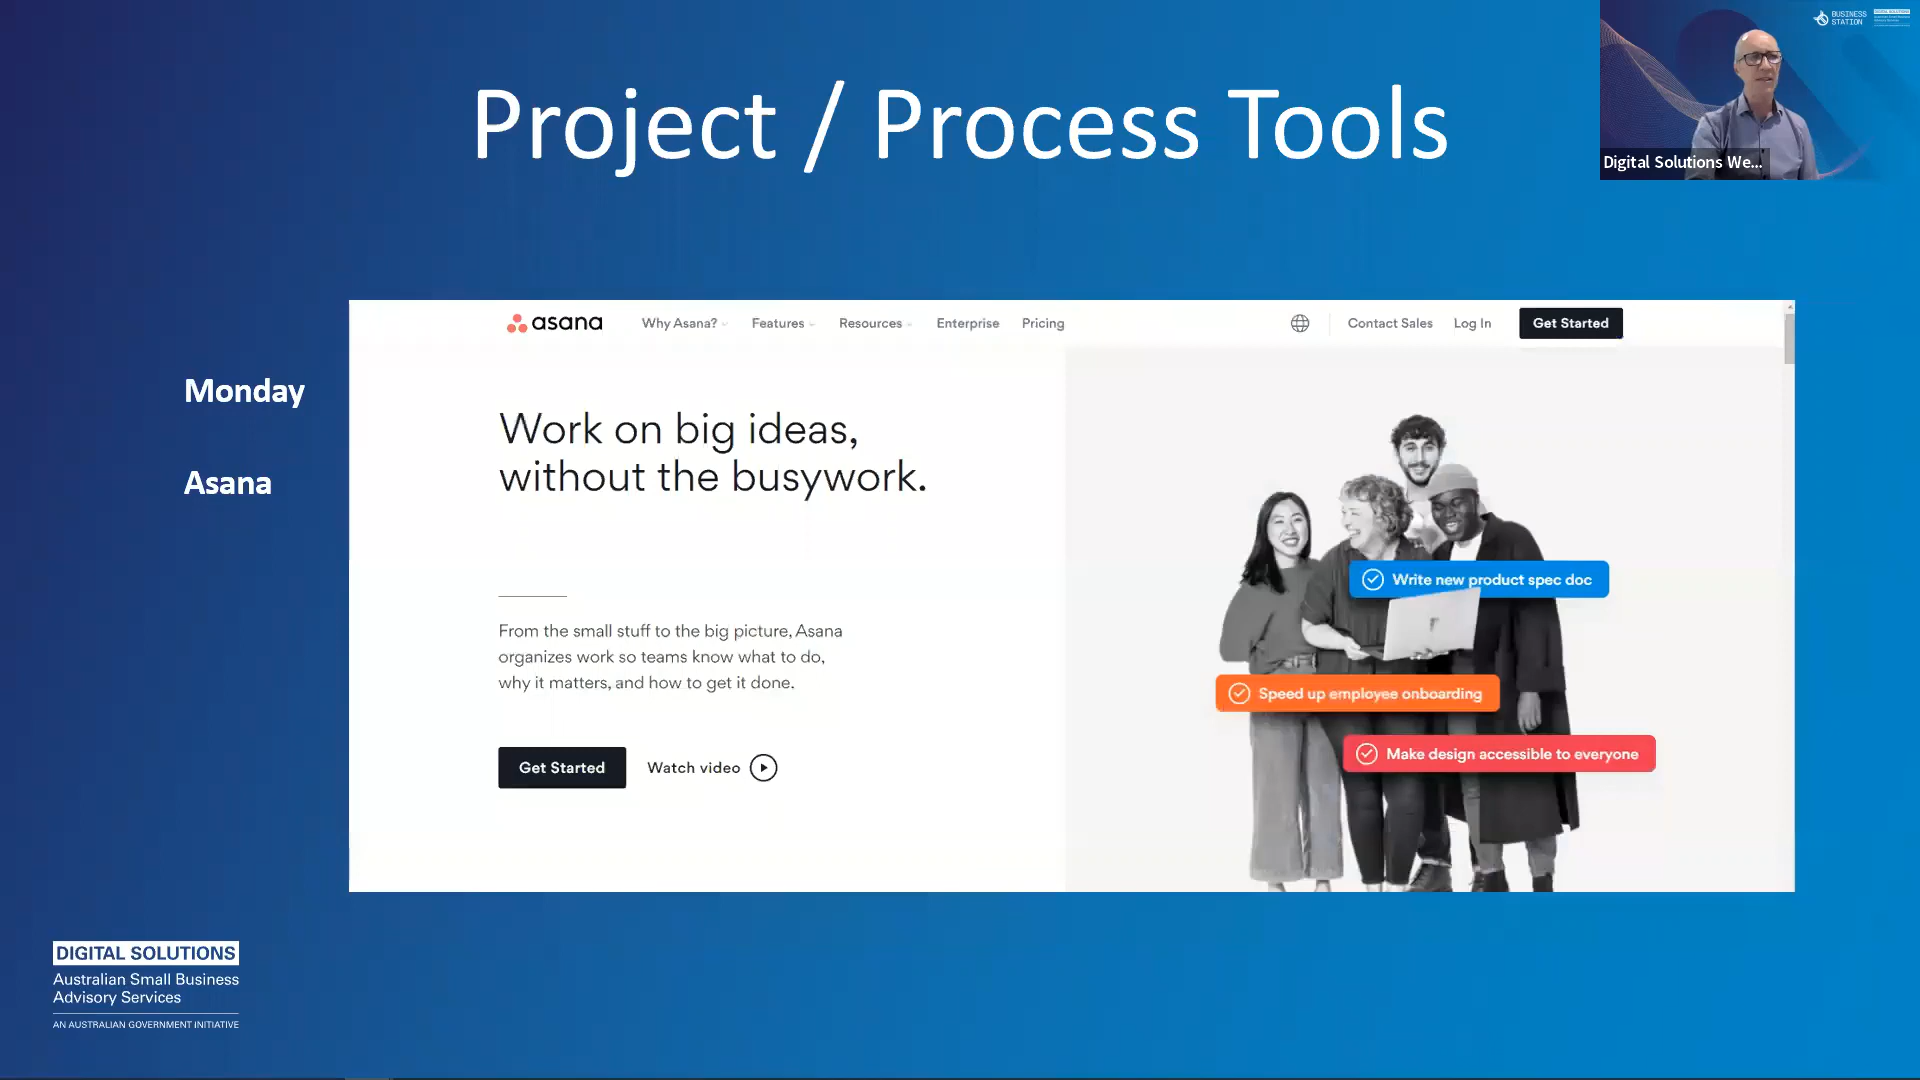 Project / Process Tools
BUSINESS
STATION
Digital Solutions We...
Monday
Asana
asana
Why Asana?
Features
Resources
Enterprise
Pricing
Contact Sales
Log In
Get Started
Work on big ideas,
without the busywork.
From the small stuff to the big picture, Asana
organizes work so teams know what to do,
why it matters, and how to get it done.
Get Started
Watch video
Write new product spec doc
Speed up employee onboarding
Make design accessible to everyone
DIGITAL SOLUTIONS
Australian Small Business
Advisory Services
AN AUSTRALIAN GOVERNMENT INITIATIVE